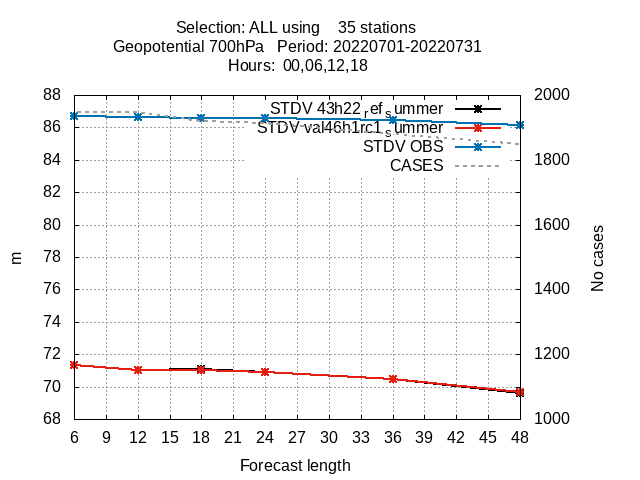 Selection: ALL using    35 stations
Geopotential 700hPa   Period: 20220701-20220731
Hours: 00,06,12,18
88
86
84
82
80
78
76
74
72
70
68
m
2000
1800
1600
1400
1200
1000
No cases
STDV 43h22_ref_summer
STDV val46h1rc1_summer
STDV OBS
CASES
6 9 12 15 18 21 24 27 30 33 36 39 42 45 48
Forecast length